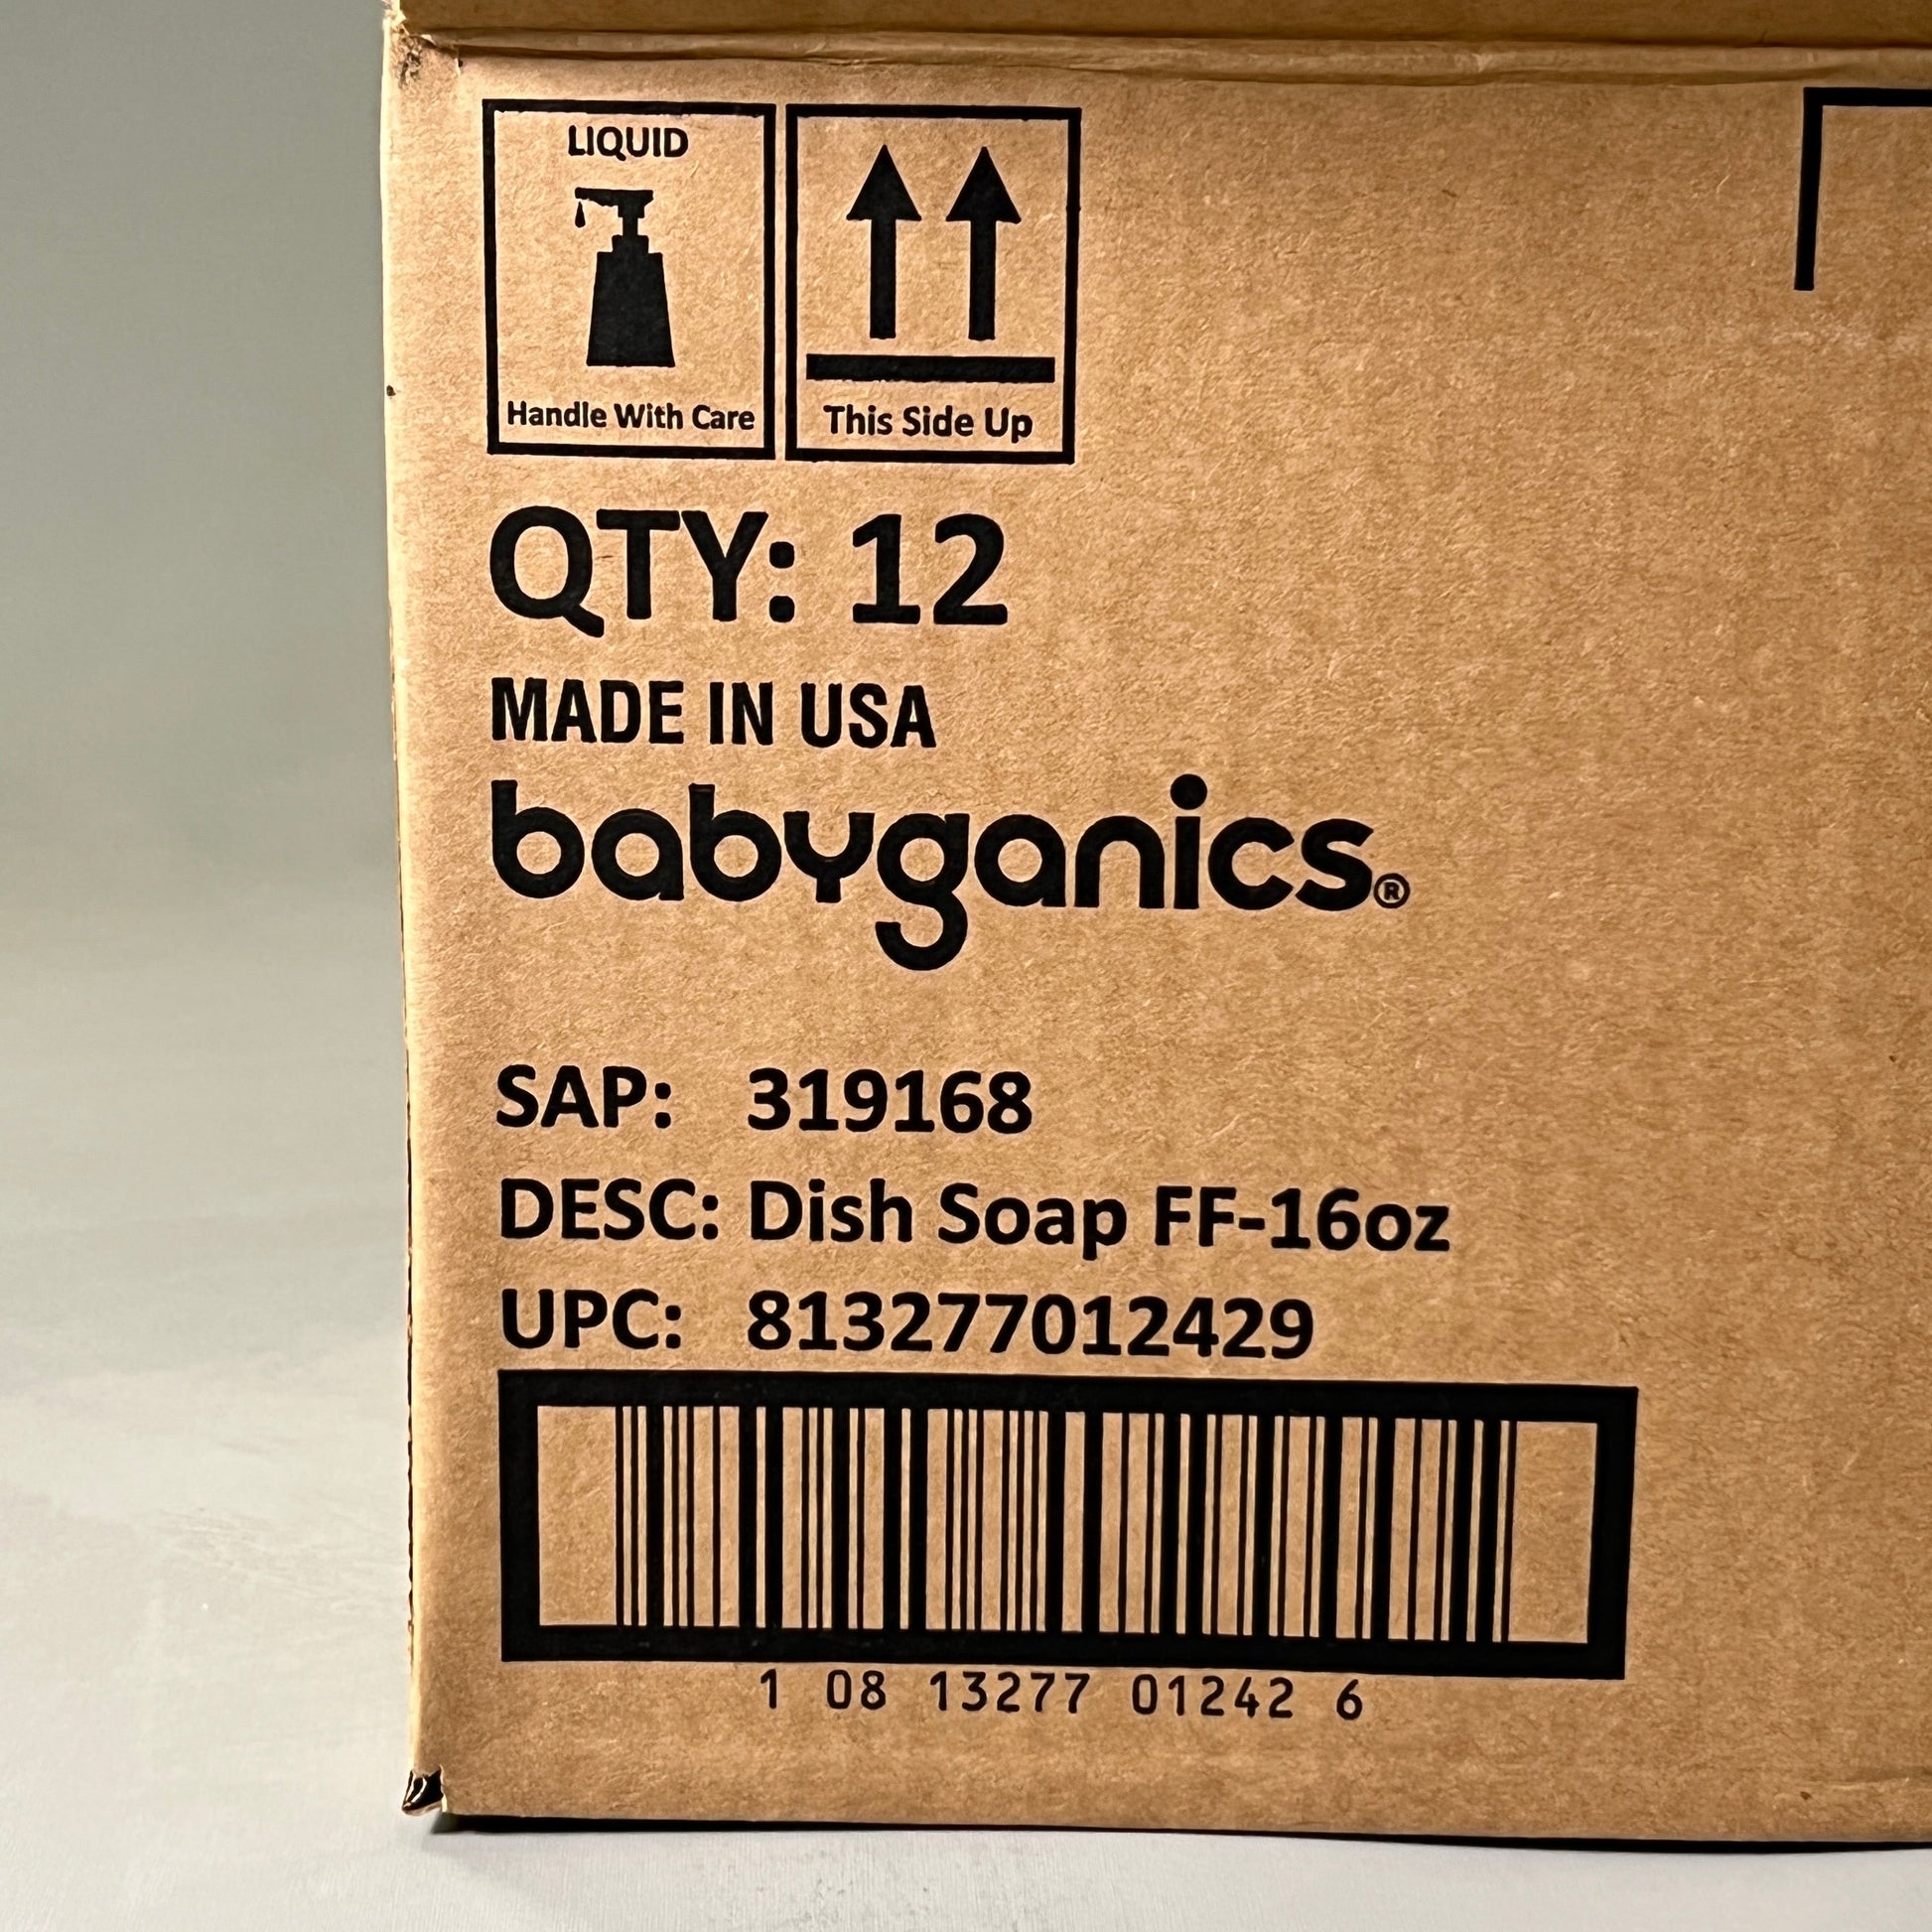 LIQUID
Handle With Care
This Side Up
QTY: 12
MADE IN USA
babyganics®
SAP: 319168
DESC: Dish Soap FF-16oz
UPC: 813277012429
1 08 13277 01242 6